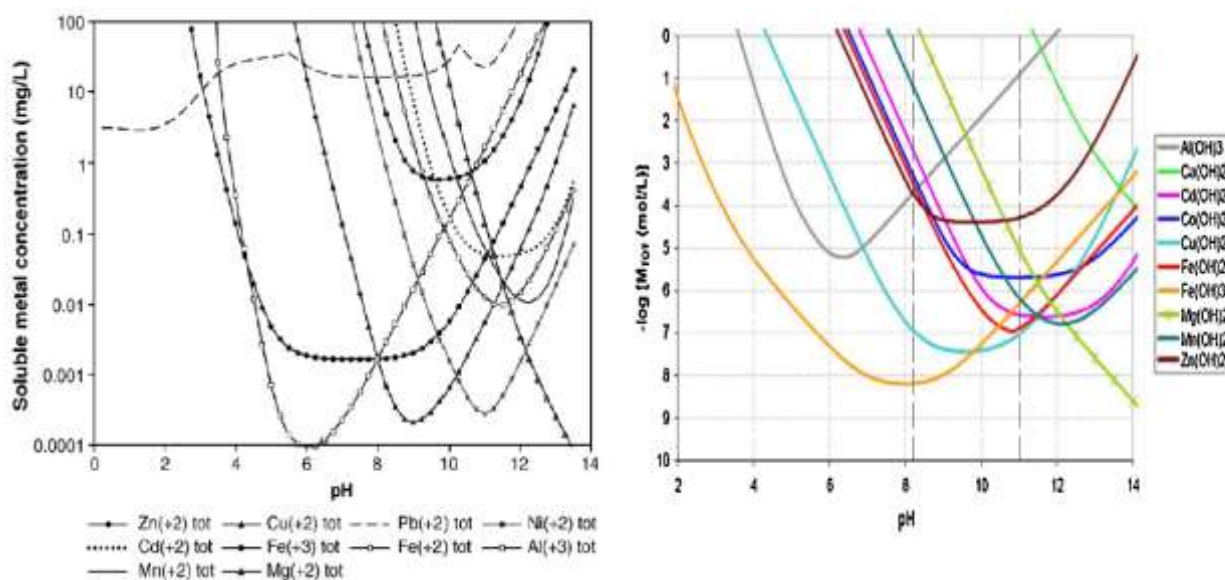 Soluble metal concentration (mg/L)
100
10
1
0.1
0.01
0.001
0.0001
0 2 4 6 8 10 12 14
pH
Zn(+2) tot Cu(+2) tot Pb(+2) tot Ni(+2) tot
Cd(+2) tot Fe(+3) tot Fe(+2) tot Al(+3) tot
Mn(+2) tot Mg(+2) tot
-log [MTOT (mol/L)]
0
1
2
3
4
5
6
7
8
9
10
2 4 6 8 10 12 14
pH
Al(OH)3
Ca(OH)2
Cd(OH)2
Co(OH)2
Cu(OH)2
Fe(OH)2
Fe(OH)3
Mg(OH)2
Mn(OH)2
Zn(OH)2